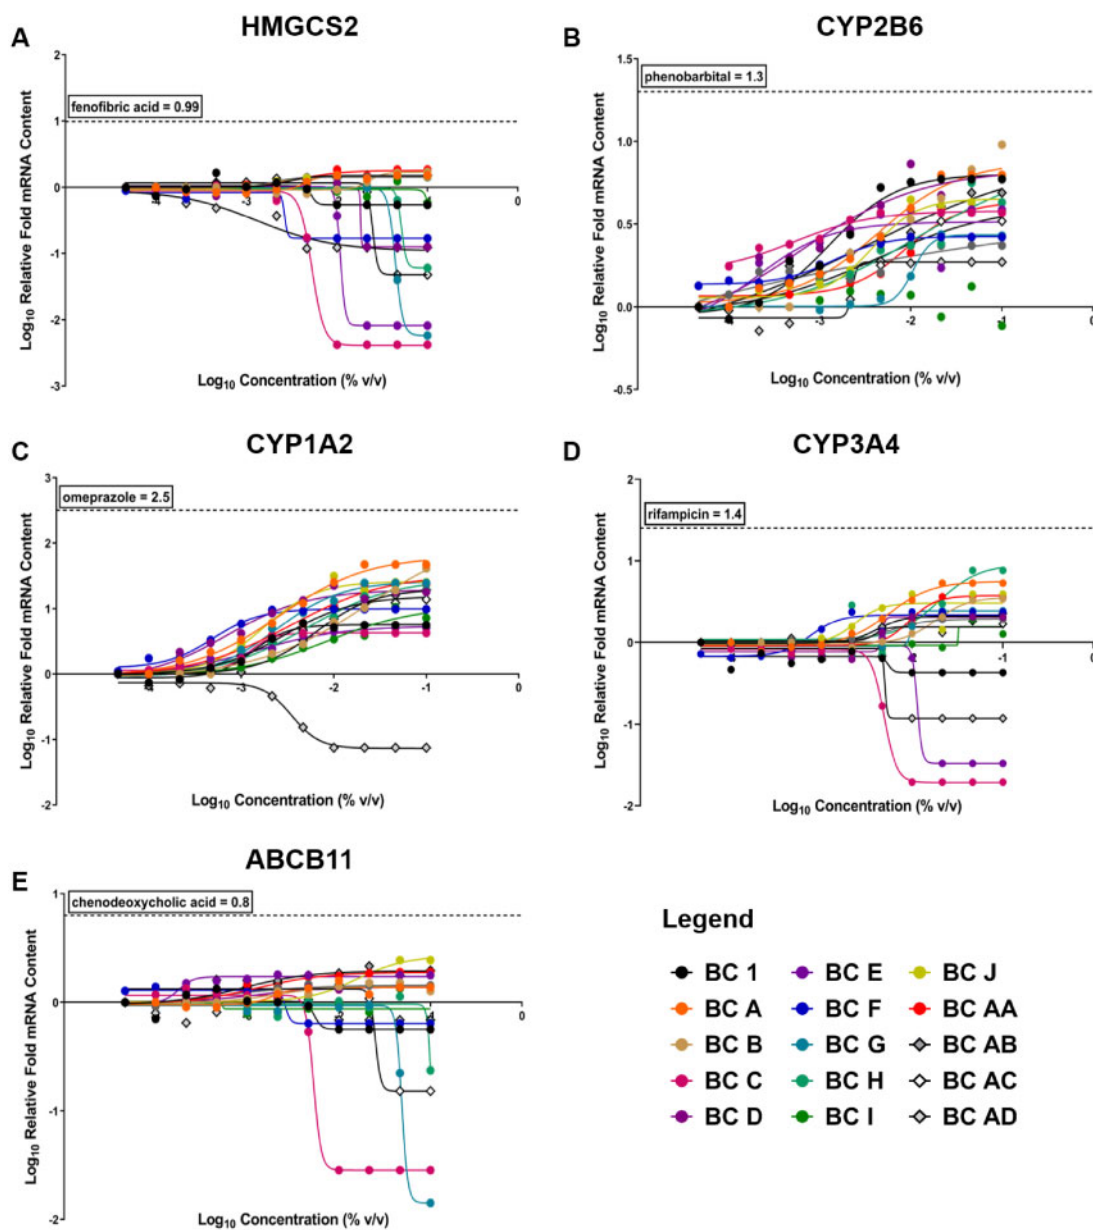 A
HMGCS2
Log10 Relative Fold mRNA Content
2
1
0
-1
-2
-3
fenofibric acid = 0.99
-4
-3
-1
0
Log10 Concentration (% v/v)
B
CYP2B6
Log10 Relative Fold mRNA Content
1.5
1.0
0.5
0.0
-0.5
phenobarbital = 1.3
-4
-3
-2
-1
0
Log10 Concentration (% v/v)
C
CYP1A2
Log10 Relative Fold mRNA Content
3
2
1
0
-1
-2
omeprazole = 2.5
-4
-3
-2
-1
0
Log10 Concentration (% v/v)
D
CYP3A4
Log10 Relative Fold mRNA Content
2
1
0
-1
-2
rifampicin = 1.4
-1
0
Log10 Concentration (% v/v)
E
ABCB11
Log10 Relative Fold mRNA Content
1
0
-1
-2
chenodeoxycholic acid = 0.8
0
Log10 Concentration (% v/v)
Legend
BC 1
BC A
BC B
BC C
BC D
BC E
BC F
BC G
BC H
BC I
BC J
BC AA
BC AB
BC AC
BC AD